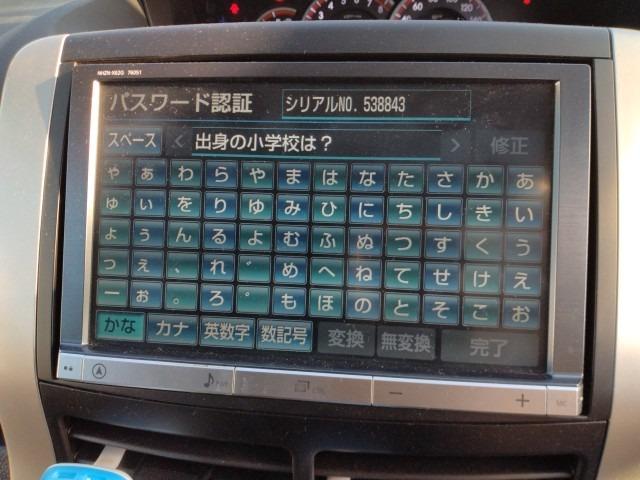 NHZN-X62G 76051
パスワード認証 シリアルNO. 538843
スペース < 出身の小学校は？ > 修正
ゃ ぁ わ ら や ま は な た さ か あ
ゅ ぃ を り ゆ み ひ に ち し き い
ょ ぅ ん る よ む ふ ぬ つ す く う
っ ぇ 、 れ ゛ め へ ね て せ け え
ー ぉ 。 ろ ゜ も ほ の と そ こ お
かな カナ 英数字 数記号 変換 無変換 完了
− +